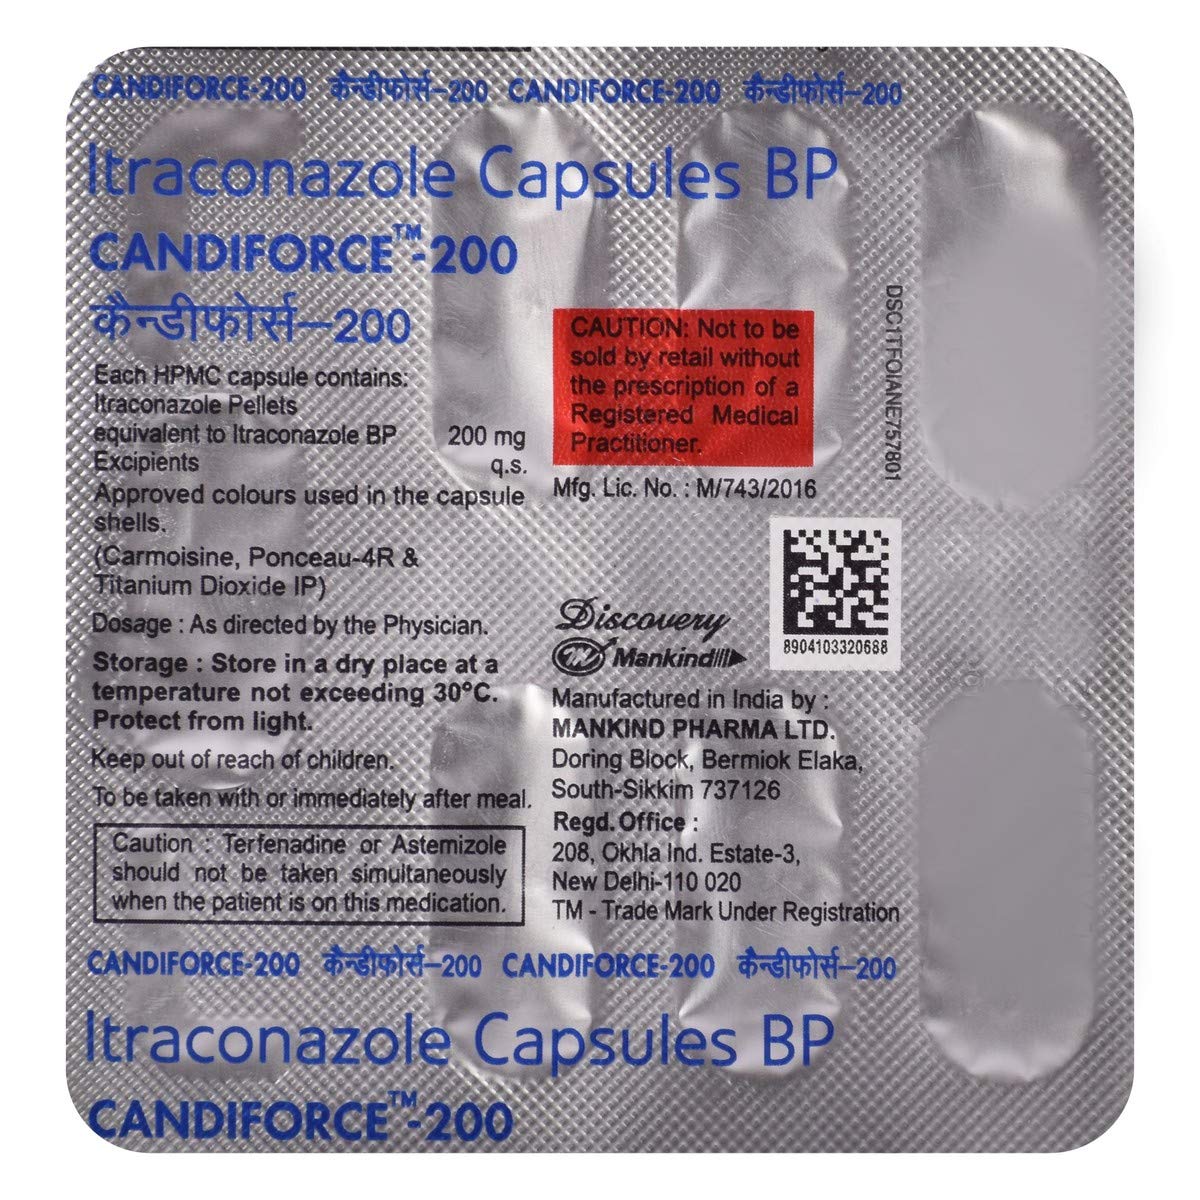 CANDIFORCE-200 कैन्डीफोर्स–200 CANDIFORCE-200 कैन्डीफोर्स–200
Itraconazole Capsules BP
CANDIFORCE™-200
कैन्डीफोर्स–200
Each HPMC capsule contains:
Itraconazole Pellets
equivalent to Itraconazole BP 200 mg
Excipients q.s.
Approved colours used in the capsule
shells.
(Carmoisine, Ponceau-4R &
Titanium Dioxide IP)
Dosage : As directed by the Physician.
Storage : Store in a dry place at a
temperature not exceeding 30°C.
Protect from light.
Keep out of reach of children.
To be taken with or immediately after meal.
Caution : Terfenadine or Astemizole
should not be taken simultaneously
when the patient is on this medication.
CAUTION: Not to be
sold by retail without
the prescription of a
Registered Medical
Practitioner.
Mfg. Lic. No. : M/743/2016
DSC1TFOIANE757801
8904103320688
Discovery
Mankind
Manufactured in India by :
MANKIND PHARMA LTD.
Doring Block, Bermiok Elaka,
South-Sikkim 737126
Regd. Office :
208, Okhla Ind. Estate-3,
New Delhi-110 020
TM - Trade Mark Under Registration
CANDIFORCE-200 कैन्डीफोर्स–200 CANDIFORCE-200 कैन्डीफोर्स–200
Itraconazole Capsules BP
CANDIFORCE™-200